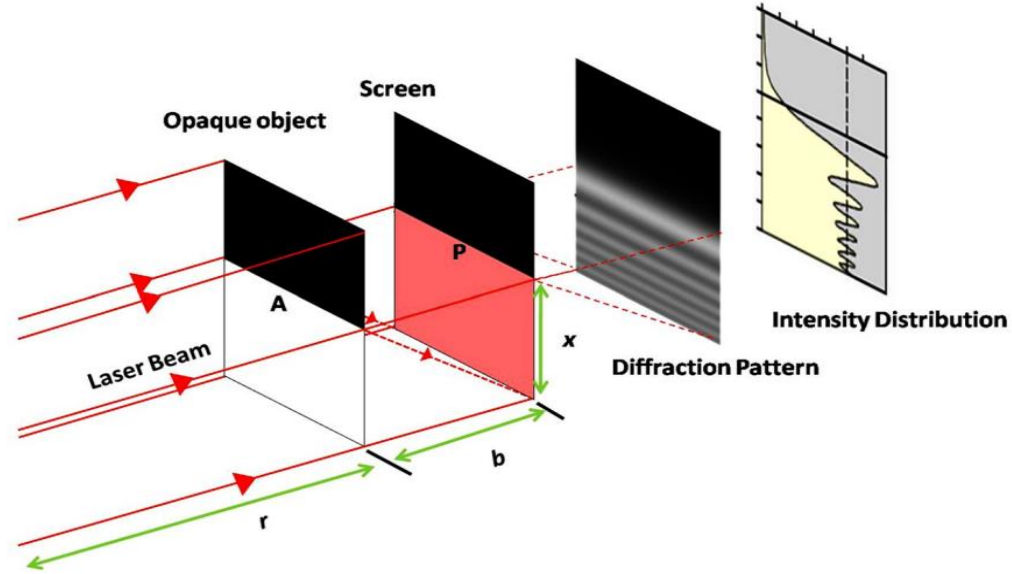 Screen
Opaque object
P
A
x
Laser Beam
Intensity Distribution
Diffraction Pattern
b
r